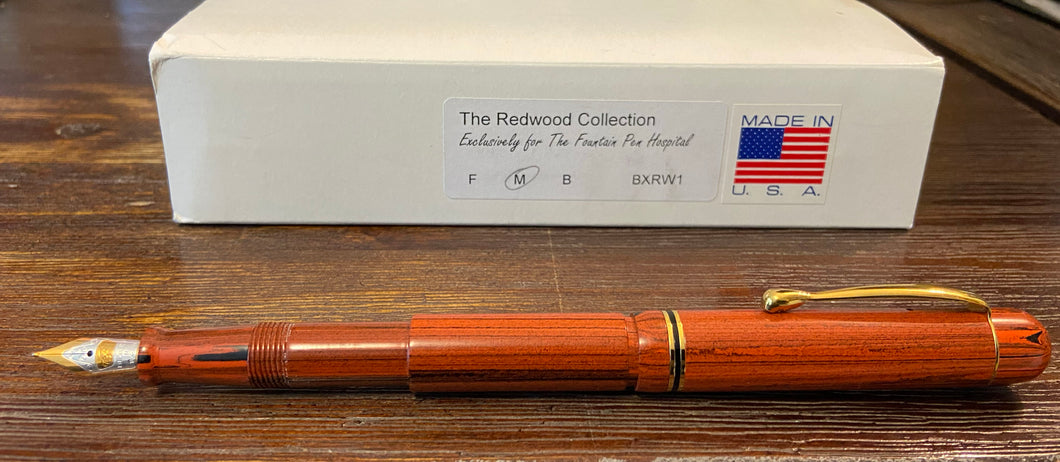 The Redwood Collection
Exclusively for The Fountain Pen Hospital
F M B BXRW1
MADE IN
U. S. A.